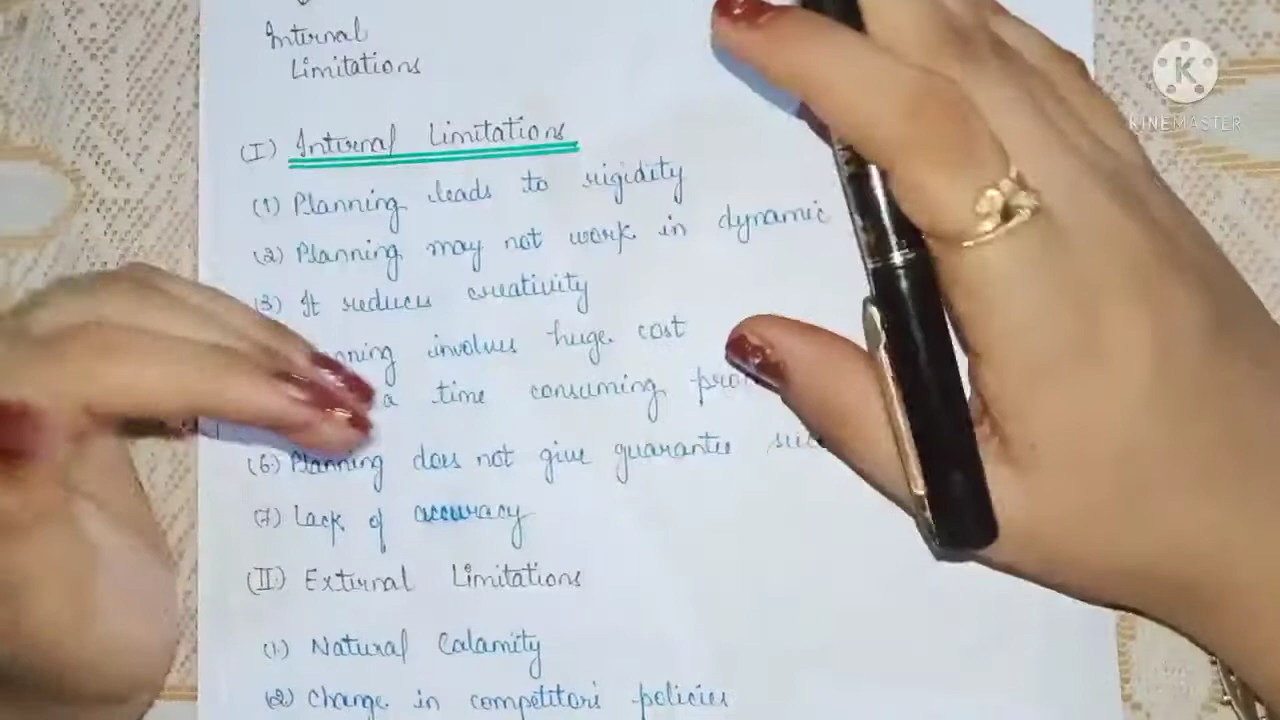 Internal
Limitations
(I) Internal Limitations
(1) Planning leads to rigidity
(2) Planning may not work in dynamic
(3) It reduces creativity
involves huge cost
a time consuming
(6) Planning does not give guarantee
(7) Lack of accuracy
(II) External Limitations
(1) Natural Calamity
(2) Change in competitors policies
KINEMASTER